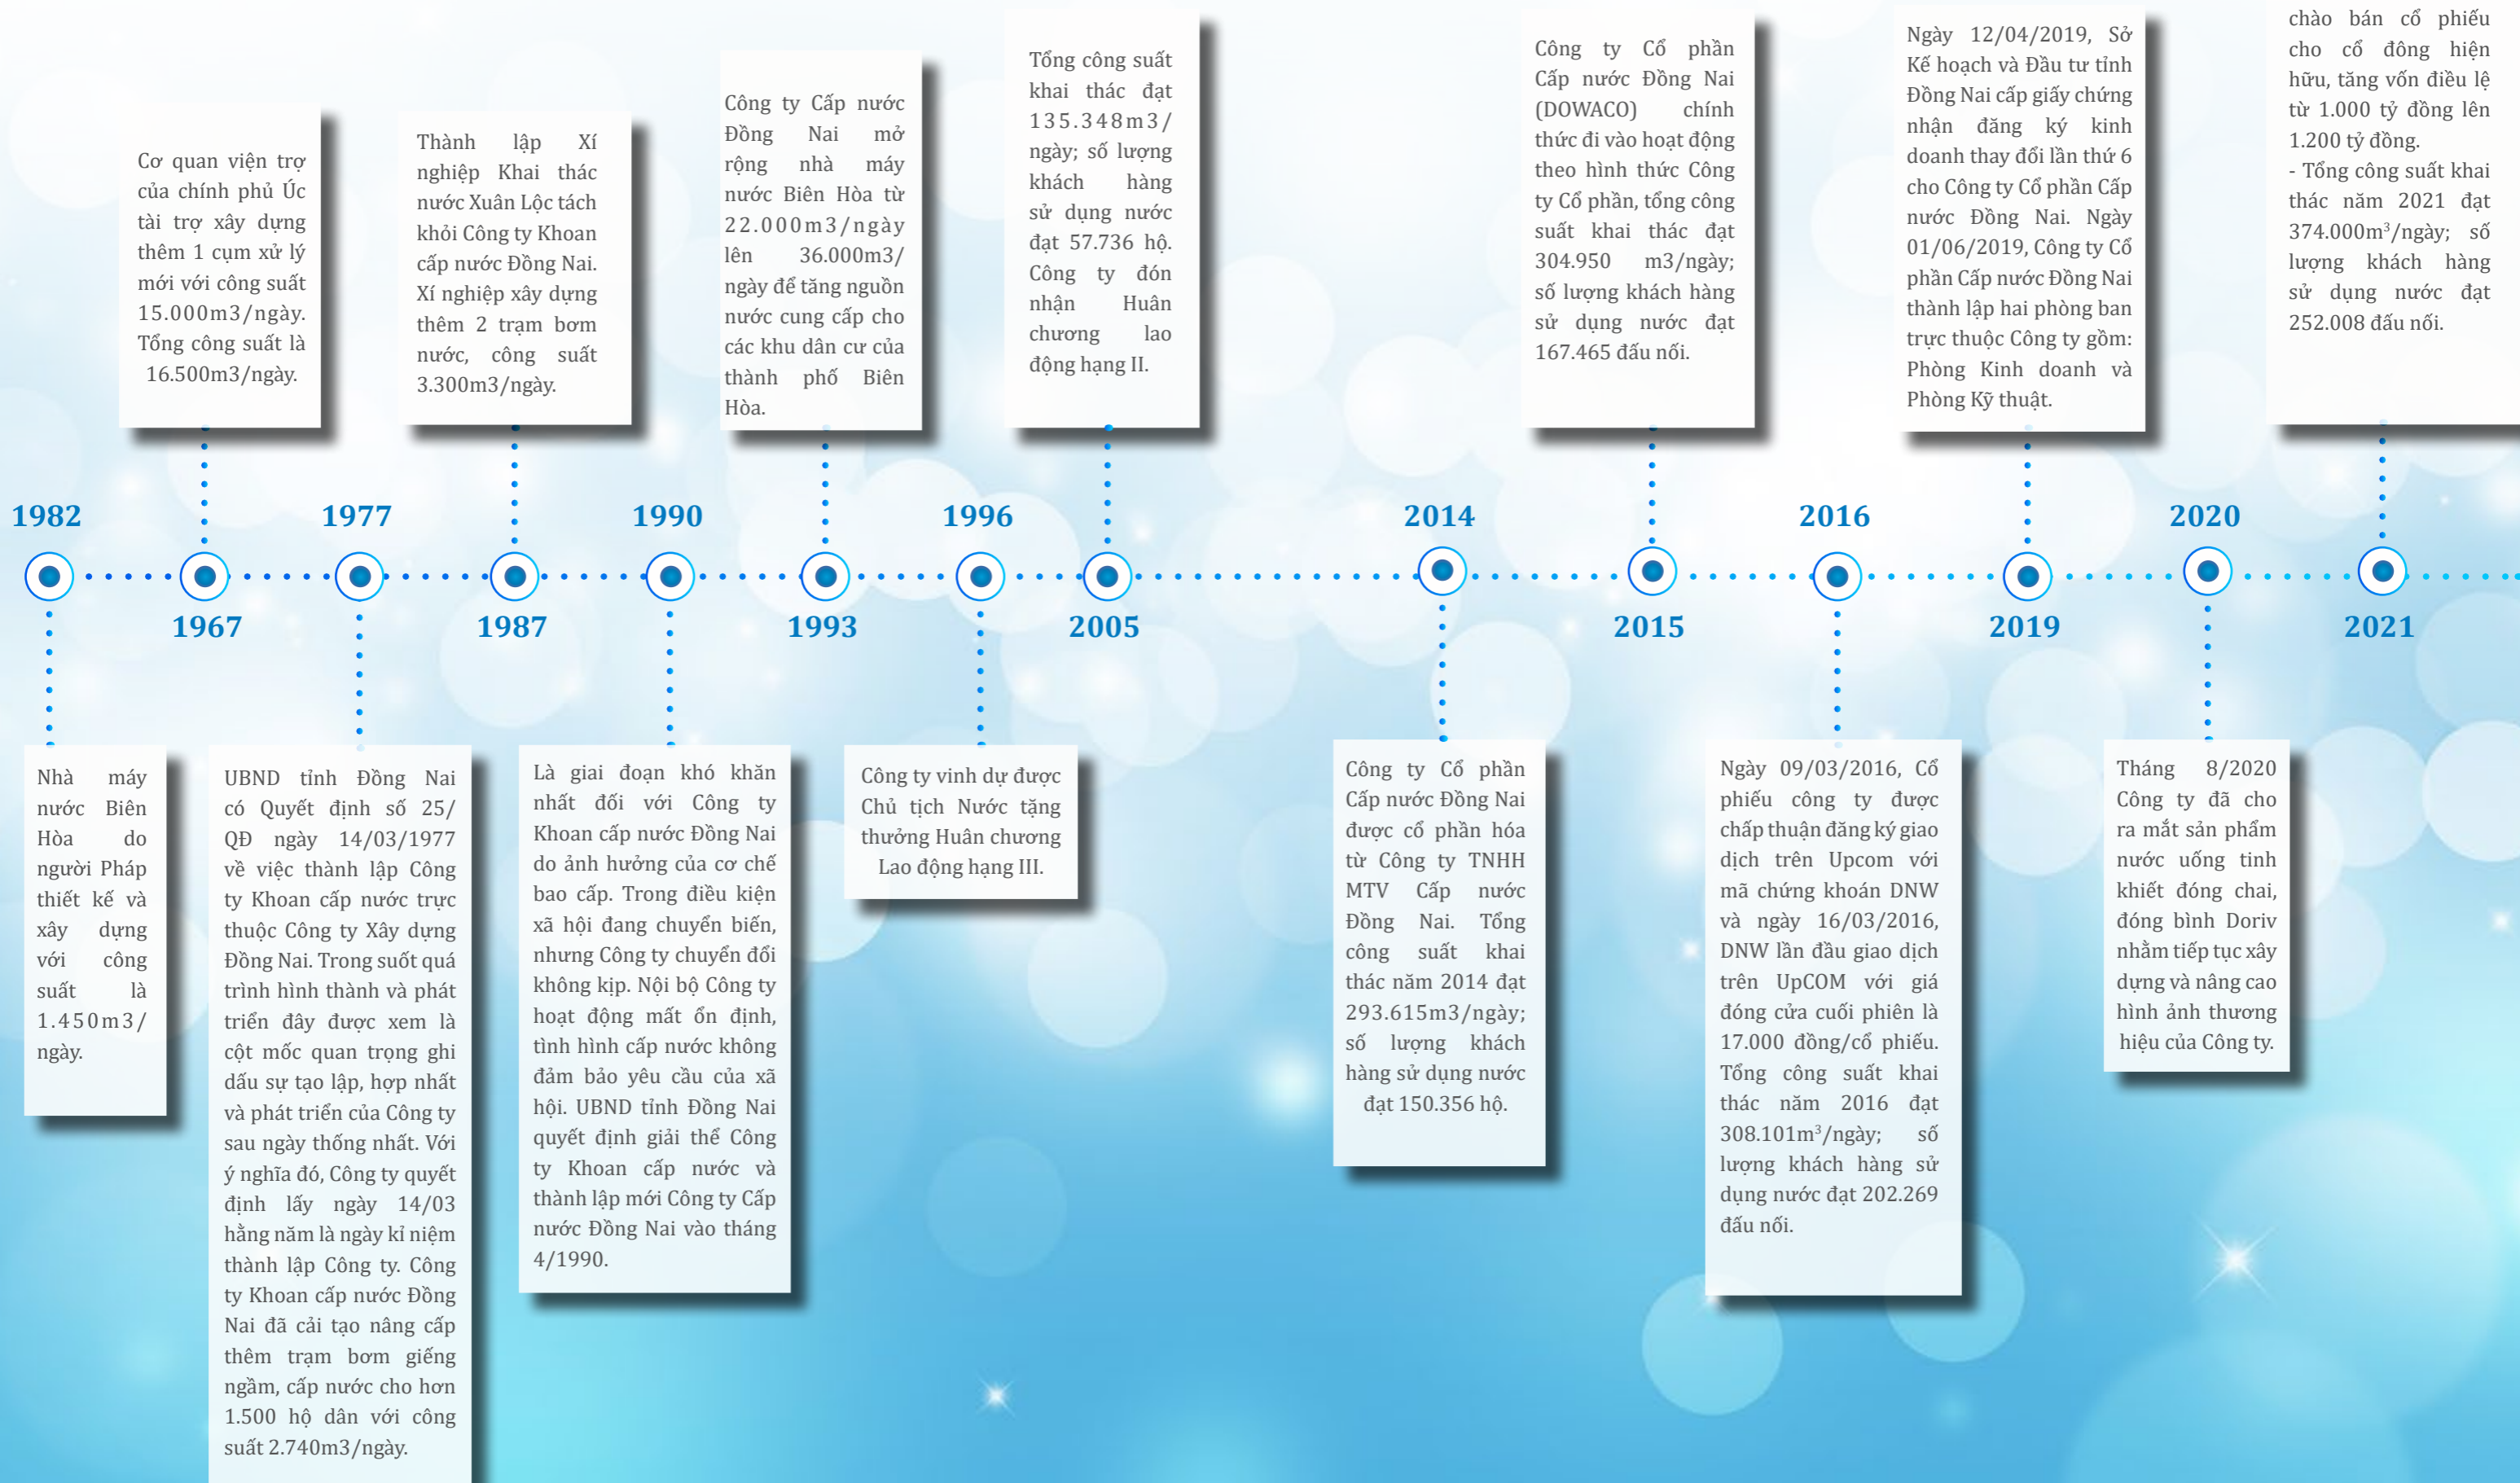 1982
Nhà máy
nước Biên
Hòa do
người Pháp
thiết kế và
xây dựng
với công
suất là
1.450m3/
ngày.
Cơ quan viện trợ
của chính phủ Úc
tài trợ xây dựng
thêm 1 cụm xử lý
mới với công suất
15.000m3/ngày.
Tổng công suất là
16.500m3/ngày.
1967
1977
UBND tỉnh Đồng Nai
có Quyết định số 25/
QĐ ngày 14/03/1977
về việc thành lập Công
ty Khoan cấp nước trực
thuộc Công ty Xây dựng
Đồng Nai. Trong suốt quá
trình hình thành và phát
triển đây được xem là
cột mốc quan trọng ghi
dấu sự tạo lập, hợp nhất
và phát triển của Công ty
sau ngày thống nhất. Với
ý nghĩa đó, Công ty quyết
định lấy ngày 14/03
hằng năm là ngày kỉ niệm
thành lập Công ty. Công
ty Khoan cấp nước Đồng
Nai đã cải tạo nâng cấp
thêm trạm bơm giếng
ngầm, cấp nước cho hơn
1.500 hộ dân với công
suất 2.740m3/ngày.
Thành lập Xí
nghiệp Khai thác
nước Xuân Lộc tách
khỏi Công ty Khoan
cấp nước Đồng Nai.
Xí nghiệp xây dựng
thêm 2 trạm bơm
nước, công suất
3.300m3/ngày.
1987
1990
Là giai đoạn khó khăn
nhất đối với Công ty
Khoan cấp nước Đồng Nai
do ảnh hưởng của cơ chế
bao cấp. Trong điều kiện
xã hội đang chuyển biến,
nhưng Công ty chuyển đổi
không kịp. Nội bộ Công ty
hoạt động mất ổn định,
tình hình cấp nước không
đảm bảo yêu cầu của xã
hội. UBND tỉnh Đồng Nai
quyết định giải thể Công
ty Khoan cấp nước và
thành lập mới Công ty Cấp
nước Đồng Nai vào tháng
4/1990.
Công ty Cấp nước
Đồng Nai mở
rộng nhà máy
nước Biên Hòa từ
22.000m3/ngày
lên 36.000m3/
ngày để tăng nguồn
nước cung cấp cho
các khu dân cư của
thành phố Biên
Hòa.
1993
1996
Công ty vinh dự được
Chủ tịch Nước tặng
thưởng Huân chương
Lao động hạng III.
Tổng công suất
khai thác đạt
135.348m3/
ngày; số lượng
khách hàng
sử dụng nước
đạt 57.736 hộ.
Công ty đón
nhận Huân
chương lao
động hạng II.
2005
2014
Công ty Cổ phần
Cấp nước Đồng Nai
được cổ phần hóa
từ Công ty TNHH
MTV Cấp nước
Đồng Nai. Tổng
công suất khai
thác năm 2014 đạt
293.615m3/ngày;
số lượng khách
hàng sử dụng nước
đạt 150.356 hộ.
Công ty Cổ phần
Cấp nước Đồng Nai
(DOWACO) chính
thức đi vào hoạt động
theo hình thức Công
ty Cổ phần, tổng công
suất khai thác đạt
304.950 m3/ngày;
số lượng khách hàng
sử dụng nước đạt
167.465 đấu nối.
2015
2016
Ngày 09/03/2016, Cổ
phiếu công ty được
chấp thuận đăng ký giao
dịch trên Upcom với
mã chứng khoán DNW
và ngày 16/03/2016,
DNW lần đầu giao dịch
trên UpCOM với giá
đóng cửa cuối phiên là
17.000 đồng/cổ phiếu.
Tổng công suất khai
thác năm 2016 đạt
308.101m³/ngày; số
lượng khách hàng sử
dụng nước đạt 202.269
đấu nối.
Ngày 12/04/2019, Sở
Kế hoạch và Đầu tư tỉnh
Đồng Nai cấp giấy chứng
nhận đăng ký kinh
doanh thay đổi lần thứ 6
cho Công ty Cổ phần Cấp
nước Đồng Nai. Ngày
01/06/2019, Công ty Cổ
phần Cấp nước Đồng Nai
thành lập hai phòng ban
trực thuộc Công ty gồm:
Phòng Kinh doanh và
Phòng Kỹ thuật.
2019
2020
Tháng 8/2020
Công ty đã cho
ra mắt sản phẩm
nước uống tinh
khiết đóng chai,
đóng bình Doriv
nhằm tiếp tục xây
dựng và nâng cao
hình ảnh thương
hiệu của Công ty.
chào bán cổ phiếu
cho cổ đông hiện
hữu, tăng vốn điều lệ
từ 1.000 tỷ đồng lên
1.200 tỷ đồng.
- Tổng công suất khai
thác năm 2021 đạt
374.000m³/ngày; số
lượng khách hàng
sử dụng nước đạt
252.008 đấu nối.
2021